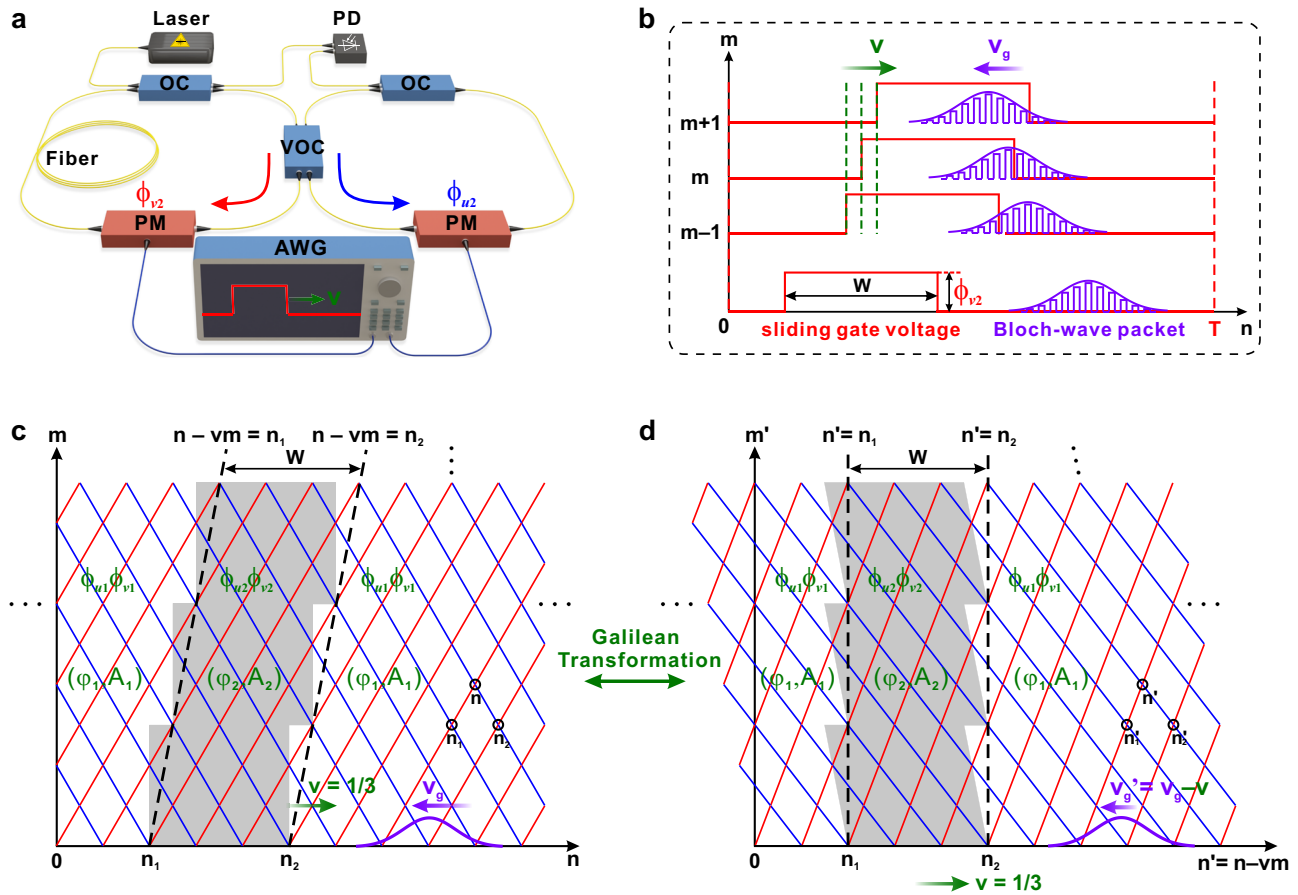 a
Laser
PD
OC
OC
VOC
Fiber
ϕv2
ϕu2
PM
PM
AWG
v
b
m
v
vg
m+1
m
m–1
W
ϕv2
0
sliding gate voltage
Bloch-wave packet
T
n
c
m
n – vm = n1
n – vm = n2
W
ϕu1ϕv1
ϕu2ϕv2
ϕu1ϕv1
(φ1,A1)
(φ2,A2)
(φ1,A1)
n
n1
n2
v = 1/3
vg
0
n1
n2
n
Galilean
Transformation
d
m'
n'= n1
n'= n2
W
ϕu1ϕv1
ϕu2ϕv2
ϕu1ϕv1
(φ1,A1)
(φ2,A2)
(φ1,A1)
n'
n1'
n2'
vg'= vg–v
0
n1
n2
n'= n–vm
v = 1/3